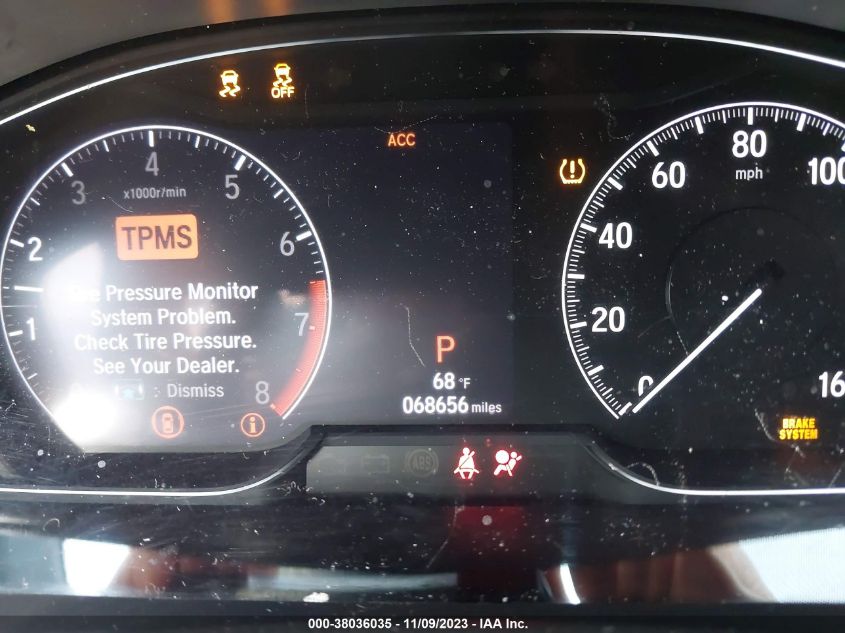 OFF
ACC
4
3
5
x1000r/min
80
60
100
mph
TPMS
2
6
40
Pressure Monitor
System Problem.
1
7
20
Check Tire Pressure.
P
See Your Dealer.
68 °F
0
: Dismiss
8
068656 miles
16
i
BRAKE
SYSTEM
ABS
000-38036035 - 11/09/2023 - IAA Inc.